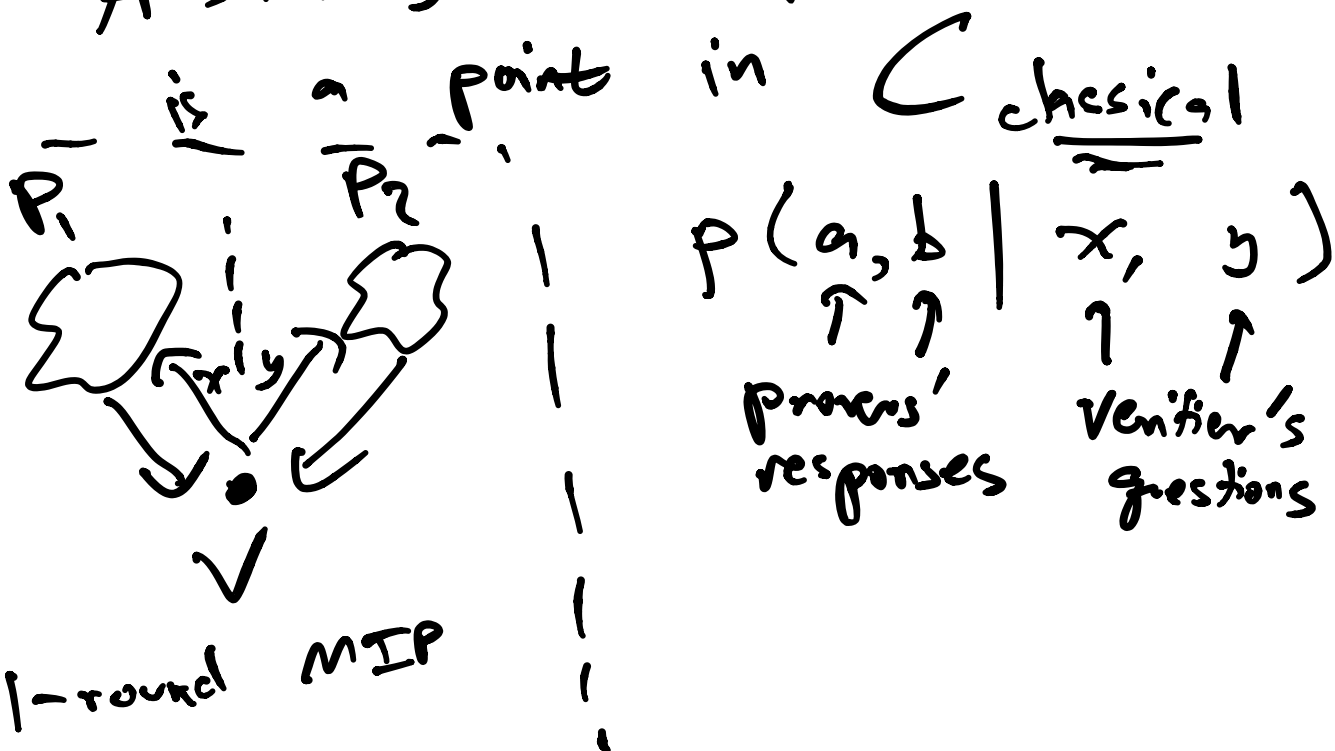 is a point in C classical
P1 P2
p(a, b | x, y)
x y
provers' verifier's
responses questions
V
1-round MIP